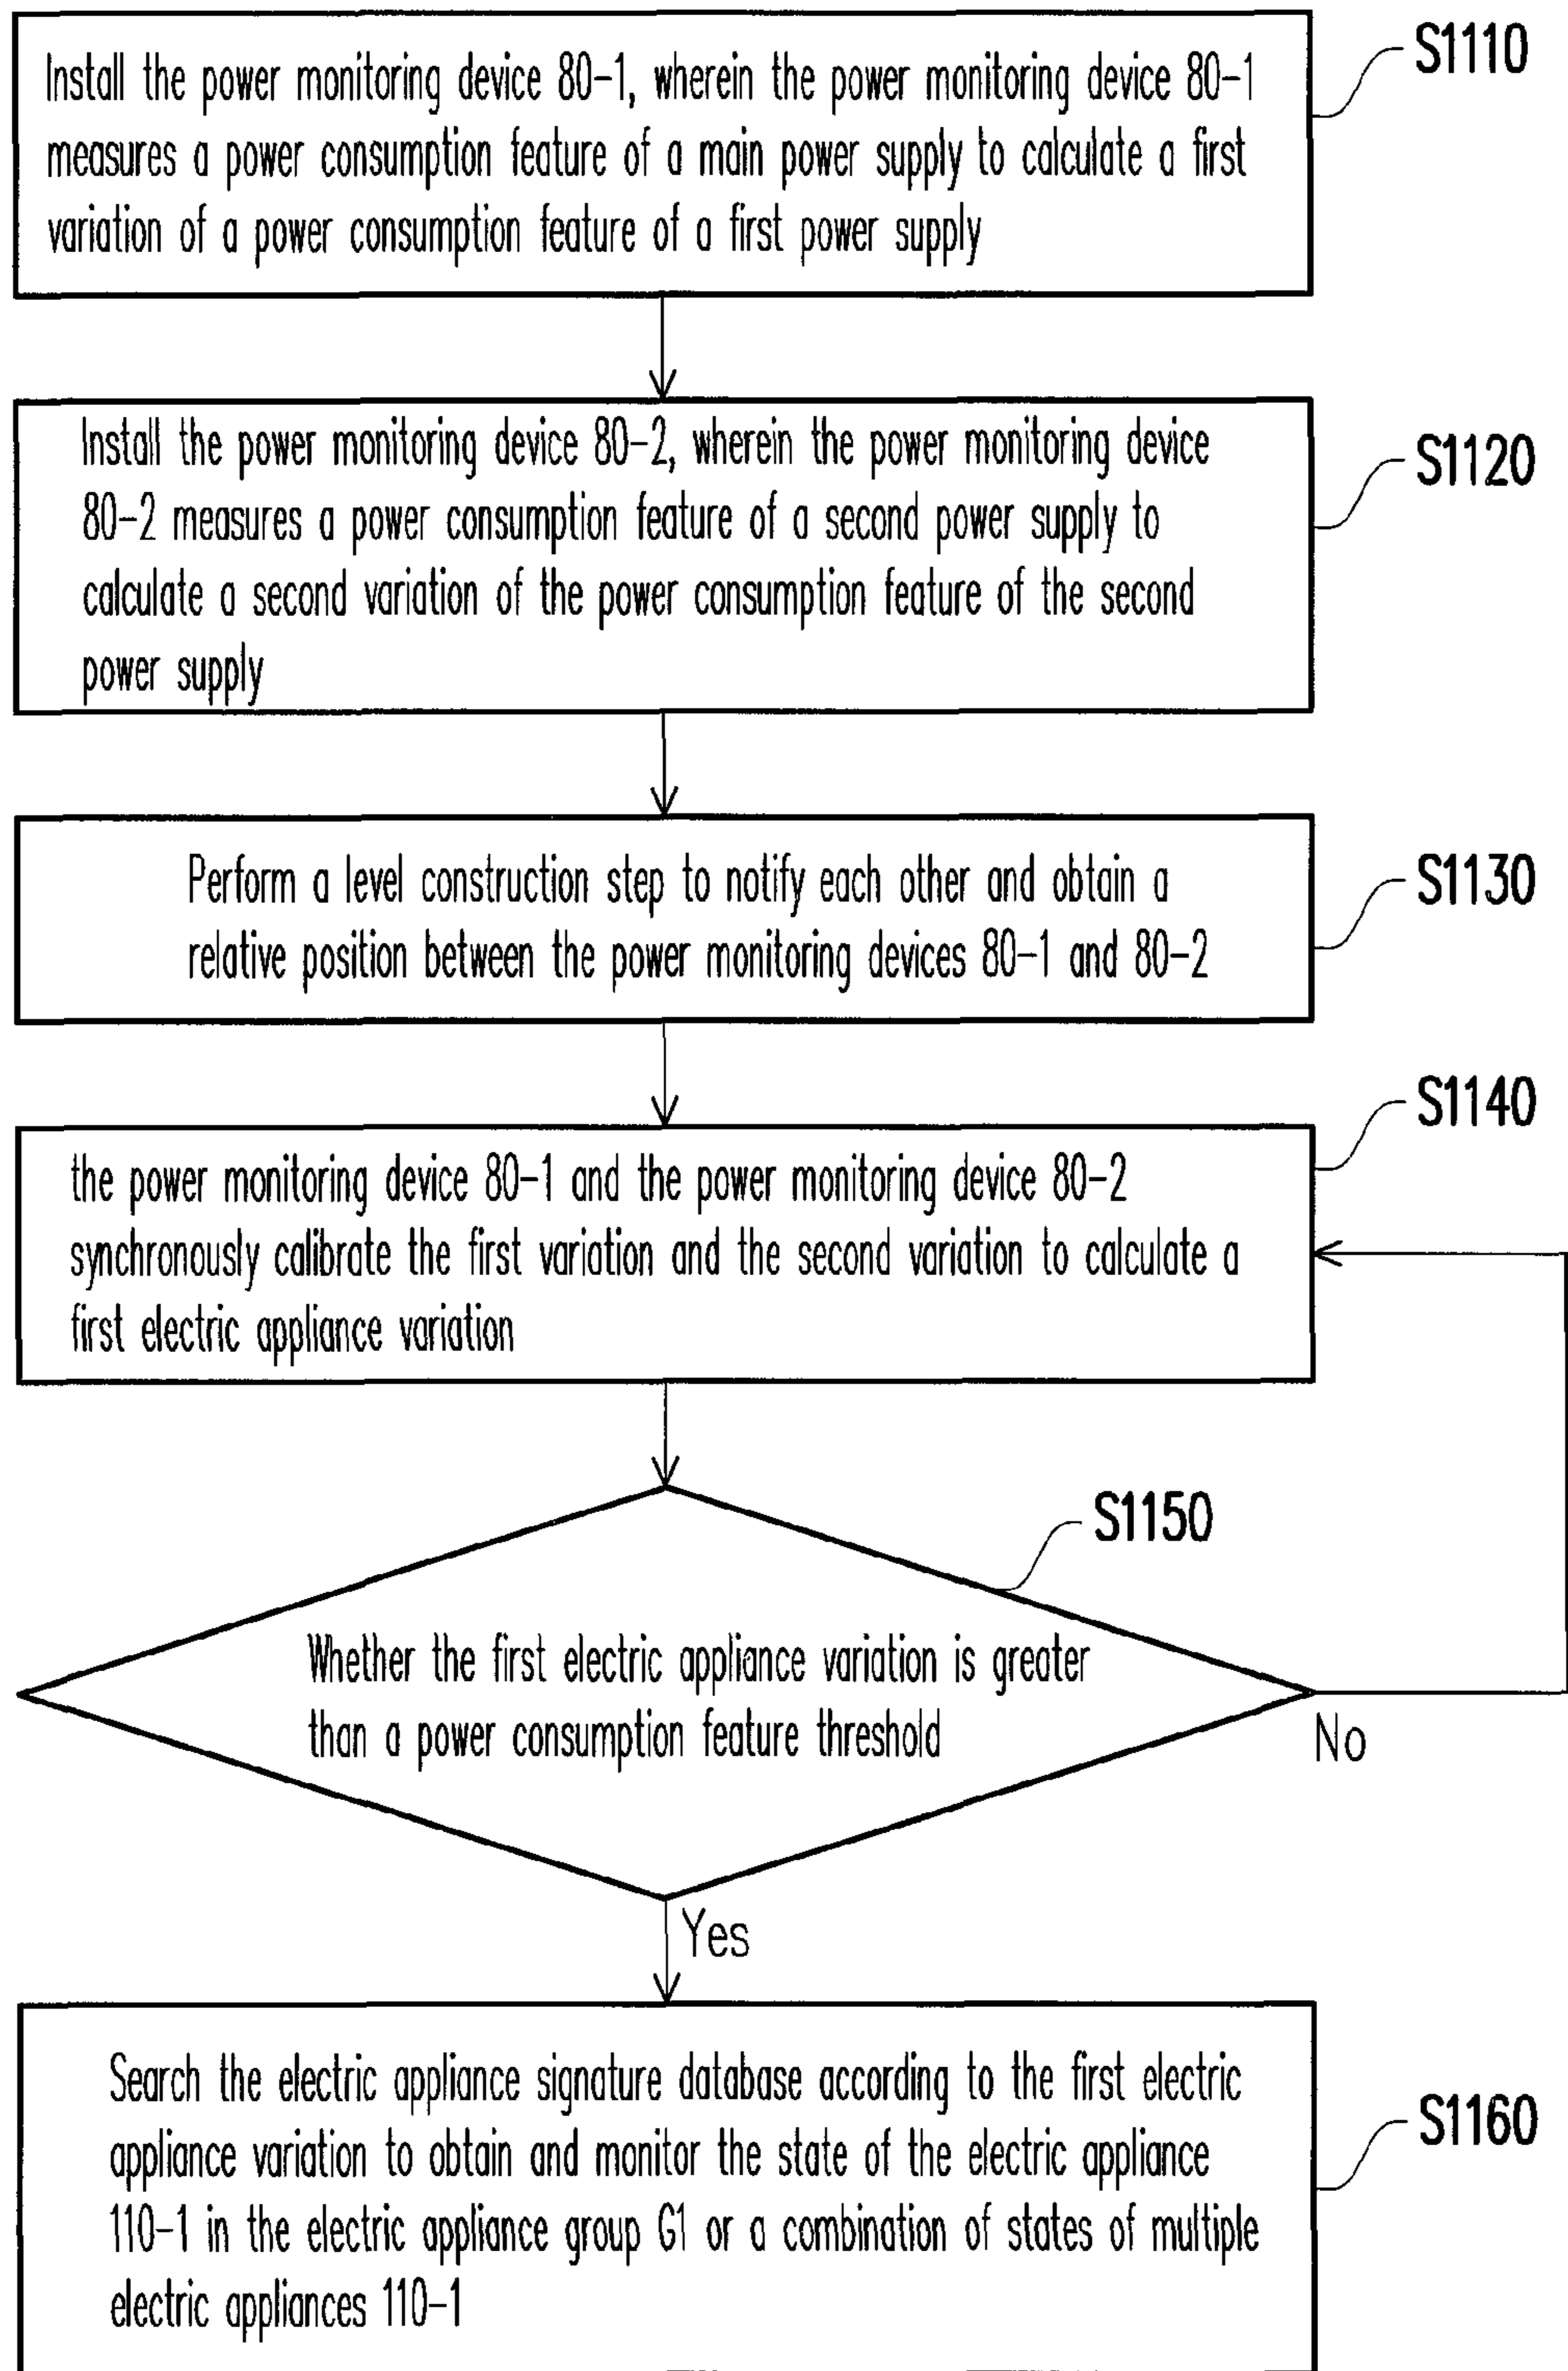 S1110
Install the power monitoring device 80-1, wherein the power monitoring device 80-1
measures a power consumption feature of a main power supply to calculate a first
variation of a power consumption feature of a first power supply
S1120
Install the power monitoring device 80-2, wherein the power monitoring device
80-2 measures a power consumption feature of a second power supply to
calculate a second variation of the power consumption feature of the second
power supply
S1130
Perform a level construction step to notify each other and obtain a
relative position between the power monitoring devices 80-1 and 80-2
S1140
the power monitoring device 80-1 and the power monitoring device 80-2
synchronously calibrate the first variation and the second variation to calculate a
first electric appliance variation
S1150
Whether the first electric appliance variation is greater
than a power consumption feature threshold
No
Yes
Search the electric appliance signature database according to the first electric
S1160
appliance variation to obtain and monitor the state of the electric appliance
110-1 in the electric appliance group G1 or a combination of states of multiple
electric appliances 110-1